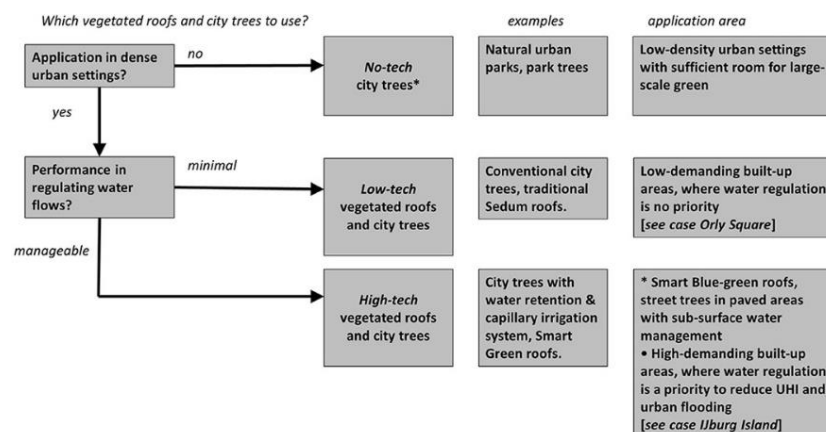 Which vegetated roofs and city trees to use?
examples
application area
Application in dense
urban settings?
no
No-tech
city trees*
Natural urban
parks, park trees
Low-density urban settings
with sufficient room for large-
scale green
yes
Performance in
regulating water
flows?
minimal
Low-tech
vegetated roofs
and city trees
Conventional city
trees, traditional
Sedum roofs.
Low-demanding built-up
areas, where water regulation
is no priority
[see case Orly Square]
manageable
High-tech
vegetated roofs
and city trees
City trees with
water retention &
capillary irrigation
system, Smart
Green roofs.
* Smart Blue-green roofs,
street trees in paved areas
with sub-surface water
management
• High-demanding built-up
areas, where water regulation
is a priority to reduce UHI and
urban flooding
[see case IJburg Island]